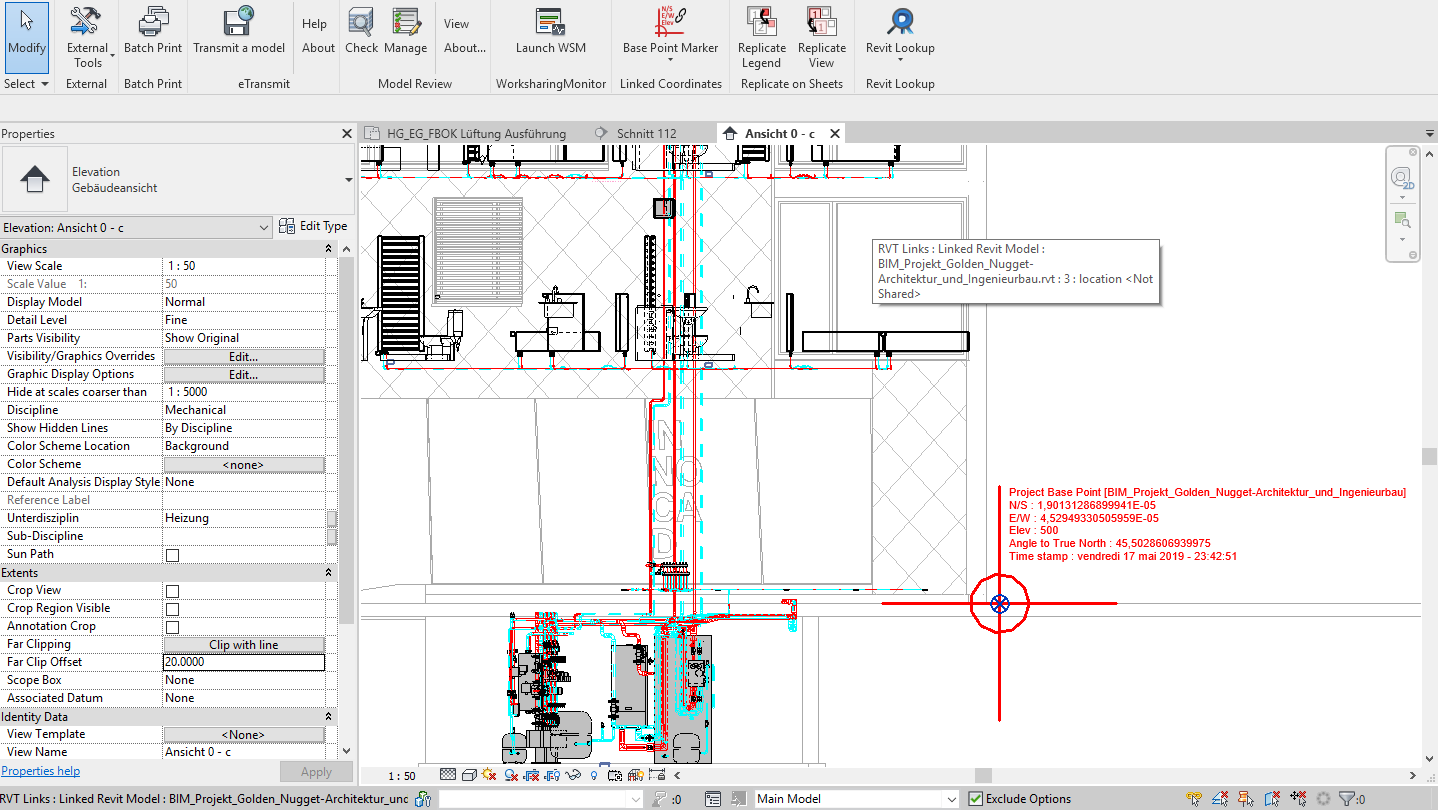 Modify
External
Tools
Batch Print
Transmit a model
Help
About
Check
Manage
View
About...
Launch WSM
N/S
E/W
Elev
Base Point Marker
Replicate
Legend
Replicate
View
Revit Lookup
Select
External
Batch Print
eTransmit
Model Review
WorksharingMonitor
Linked Coordinates
Replicate on Sheets
Revit Lookup
Properties
HG_EG_FBOK Lüftung Ausführung
Schnitt 112
Ansicht 0 - c
Elevation
Gebäudeansicht
Elevation: Ansicht 0 - c
Edit Type
Graphics
View Scale 1 : 50
Scale Value 1: 50
Display Model Normal
Detail Level Fine
Parts Visibility Show Original
Visibility/Graphics Overrides Edit...
Graphic Display Options Edit...
Hide at scales coarser than 1 : 5000
Discipline Mechanical
Show Hidden Lines By Discipline
Color Scheme Location Background
Color Scheme <none>
Default Analysis Display Style None
Reference Label
Unterdisziplin Heizung
Sub-Discipline
Sun Path
Extents
Crop View
Crop Region Visible
Annotation Crop
Far Clipping Clip with line
Far Clip Offset 20.0000
Scope Box None
Associated Datum None
Identity Data
View Template <None>
View Name Ansicht 0 - c
Properties help
Apply
2D
RVT Links : Linked Revit Model :
BIM_Projekt_Golden_Nugget-
Architektur_und_Ingenieurbau.rvt : 3 : location <Not
Shared>
N
NO
CA
D
Project Base Point [BIM_Projekt_Golden_Nugget-Architektur_und_Ingenieurbau]
N/S : 1,90131286899941E-05
E/W : 4,52949330505959E-05
Elev : 500
Angle to True North : 45,5028606939975
Time stamp : vendredi 17 mai 2019 - 23:42:51
1 : 50
RVT Links : Linked Revit Model : BIM_Projekt_Golden_Nugget-Architektur_unc
:0
Main Model
Exclude Options
:0